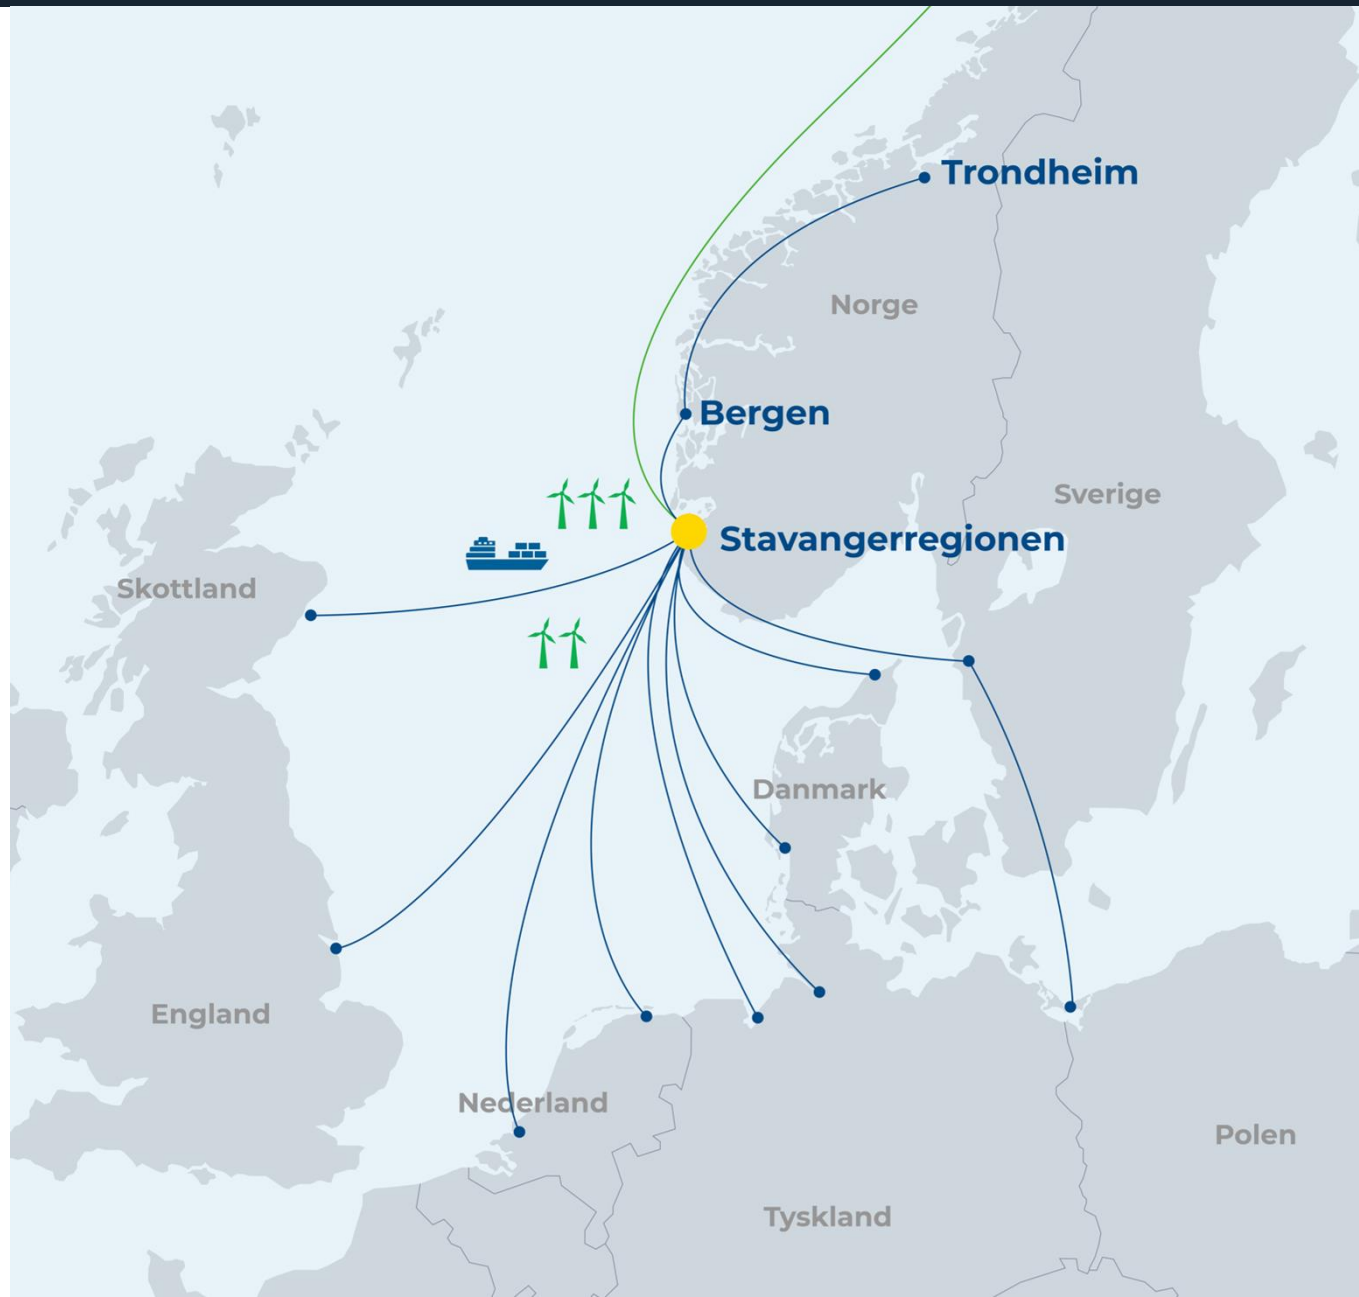 Trondheim
Norge
Bergen
Sverige
Stavangerregionen
Skottland
Danmark
England
Nederland
Polen
Tyskland